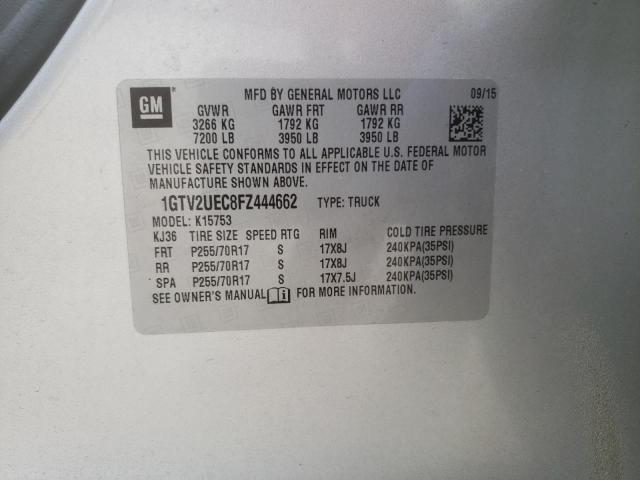 GM
MFD BY GENERAL MOTORS LLC 09/15
GVWR GAWR FRT GAWR RR
3266 KG 1792 KG 1792 KG
7200 LB 3950 LB 3950 LB
THIS VEHICLE CONFORMS TO ALL APPLICABLE U.S. FEDERAL MOTOR
VEHICLE SAFETY STANDARDS IN EFFECT ON THE DATE OF
MANUFACTURE SHOWN ABOVE.
1GTV2UEC8FZ444662 TYPE: TRUCK
MODEL: K15753
KJ36 TIRE SIZE SPEED RTG RIM COLD TIRE PRESSURE
FRT P255/70R17 S 17X8J 240KPA(35PSI)
RR P255/70R17 S 17X8J 240KPA(35PSI)
SPA P255/70R17 S 17X7.5J 240KPA(35PSI)
SEE OWNER'S MANUAL i FOR MORE INFORMATION.